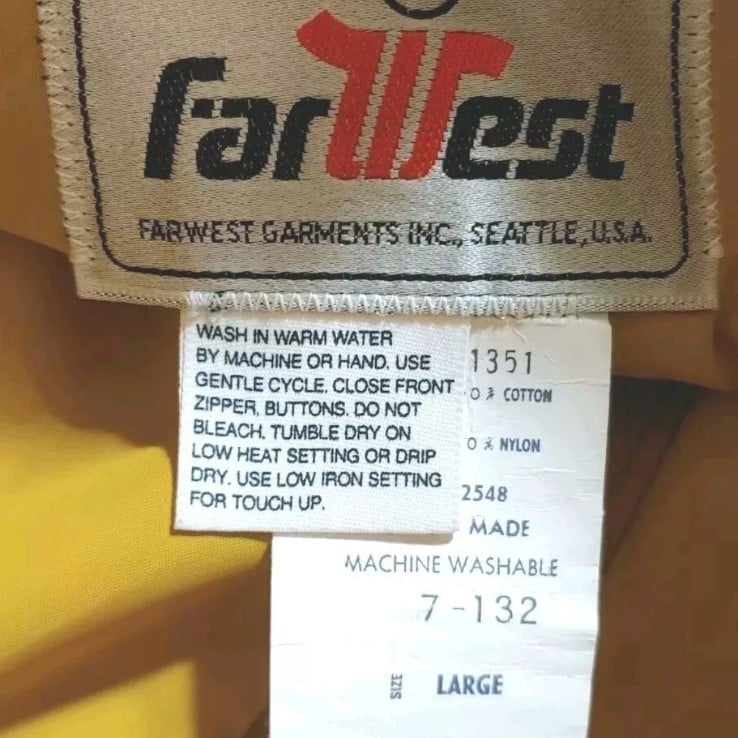 FarWest
FARWEST GARMENTS INC., SEATTLE, U.S.A.
WASH IN WARM WATER
BY MACHINE OR HAND. USE
GENTLE CYCLE. CLOSE FRONT
ZIPPER, BUTTONS. DO NOT
BLEACH. TUMBLE DRY ON
LOW HEAT SETTING OR DRIP
DRY. USE LOW IRON SETTING
FOR TOUCH UP.
1351
0 % COTTON
0 % NYLON
2548
MADE
MACHINE WASHABLE
7-132
SIZE LARGE